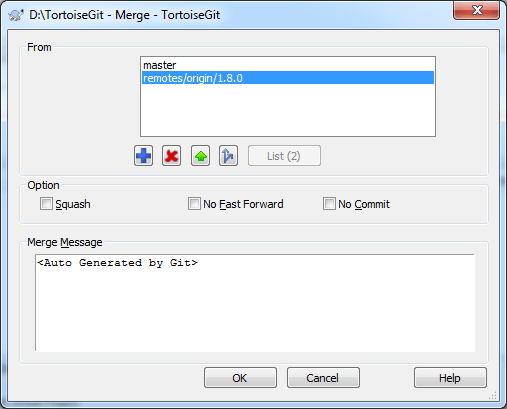 D:\TortoiseGit - Merge - TortoiseGit
From
master
remotes/origin/1.8.0
List (2)
Option
Squash
No Fast Forward
No Commit
Merge Message
<Auto Generated by Git>
OK
Cancel
Help